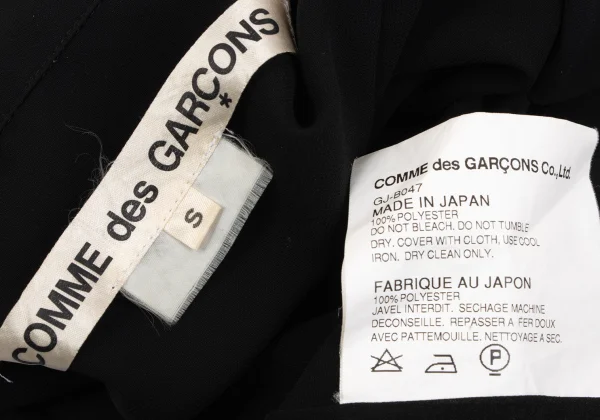 COMME des GARÇONS
*
S
COMME des GARÇONS Co.,Ltd.
GJ-B047
MADE IN JAPAN
100% POLYESTER
DO NOT BLEACH. DO NOT TUMBLE
DRY. COVER WITH CLOTH. USE COOL
IRON. DRY CLEAN ONLY.
FABRIQUE AU JAPON
100% POLYESTER
JAVEL INTERDIT. SECHAGE MACHINE
DECONSEILLE. REPASSER A FER DOUX
AVEC PATTEMOUILLE. NETTOYAGE A SEC.
P